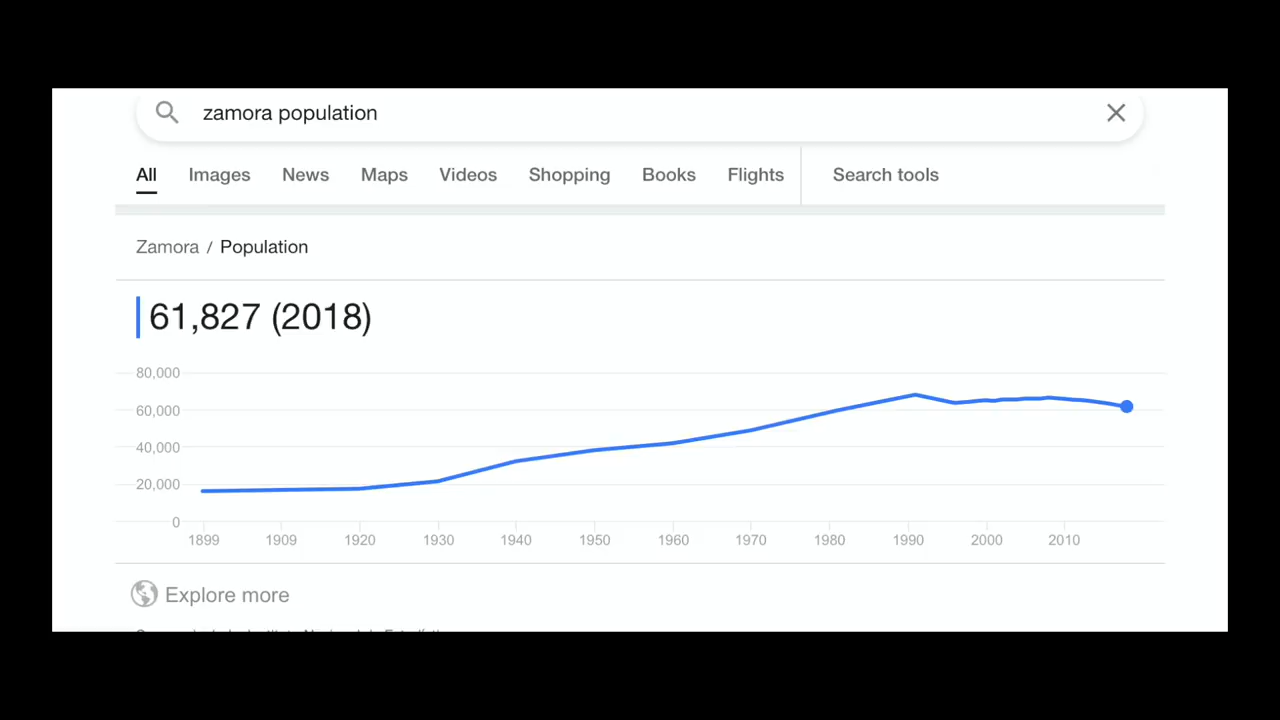 zamora population
All Images News Maps Videos Shopping Books Flights Search tools
Zamora / Population
61,827 (2018)
80,000
60,000
40,000
20,000
0
1899 1909 1920 1930 1940 1950 1960 1970 1980 1990 2000 2010
Explore more